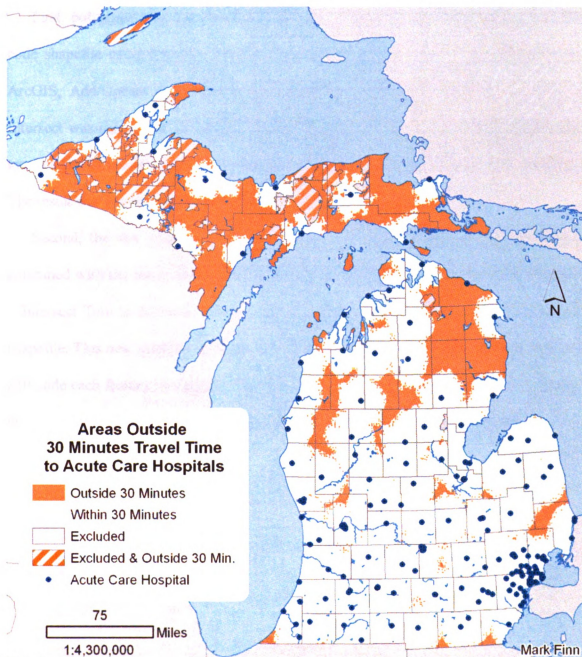 N
Areas Outside
30 Minutes Travel Time
to Acute Care Hospitals
Outside 30 Minutes
Within 30 Minutes
Excluded
Excluded & Outside 30 Min.
Acute Care Hospital
75
Miles
1:4,300,000
Mark Finn